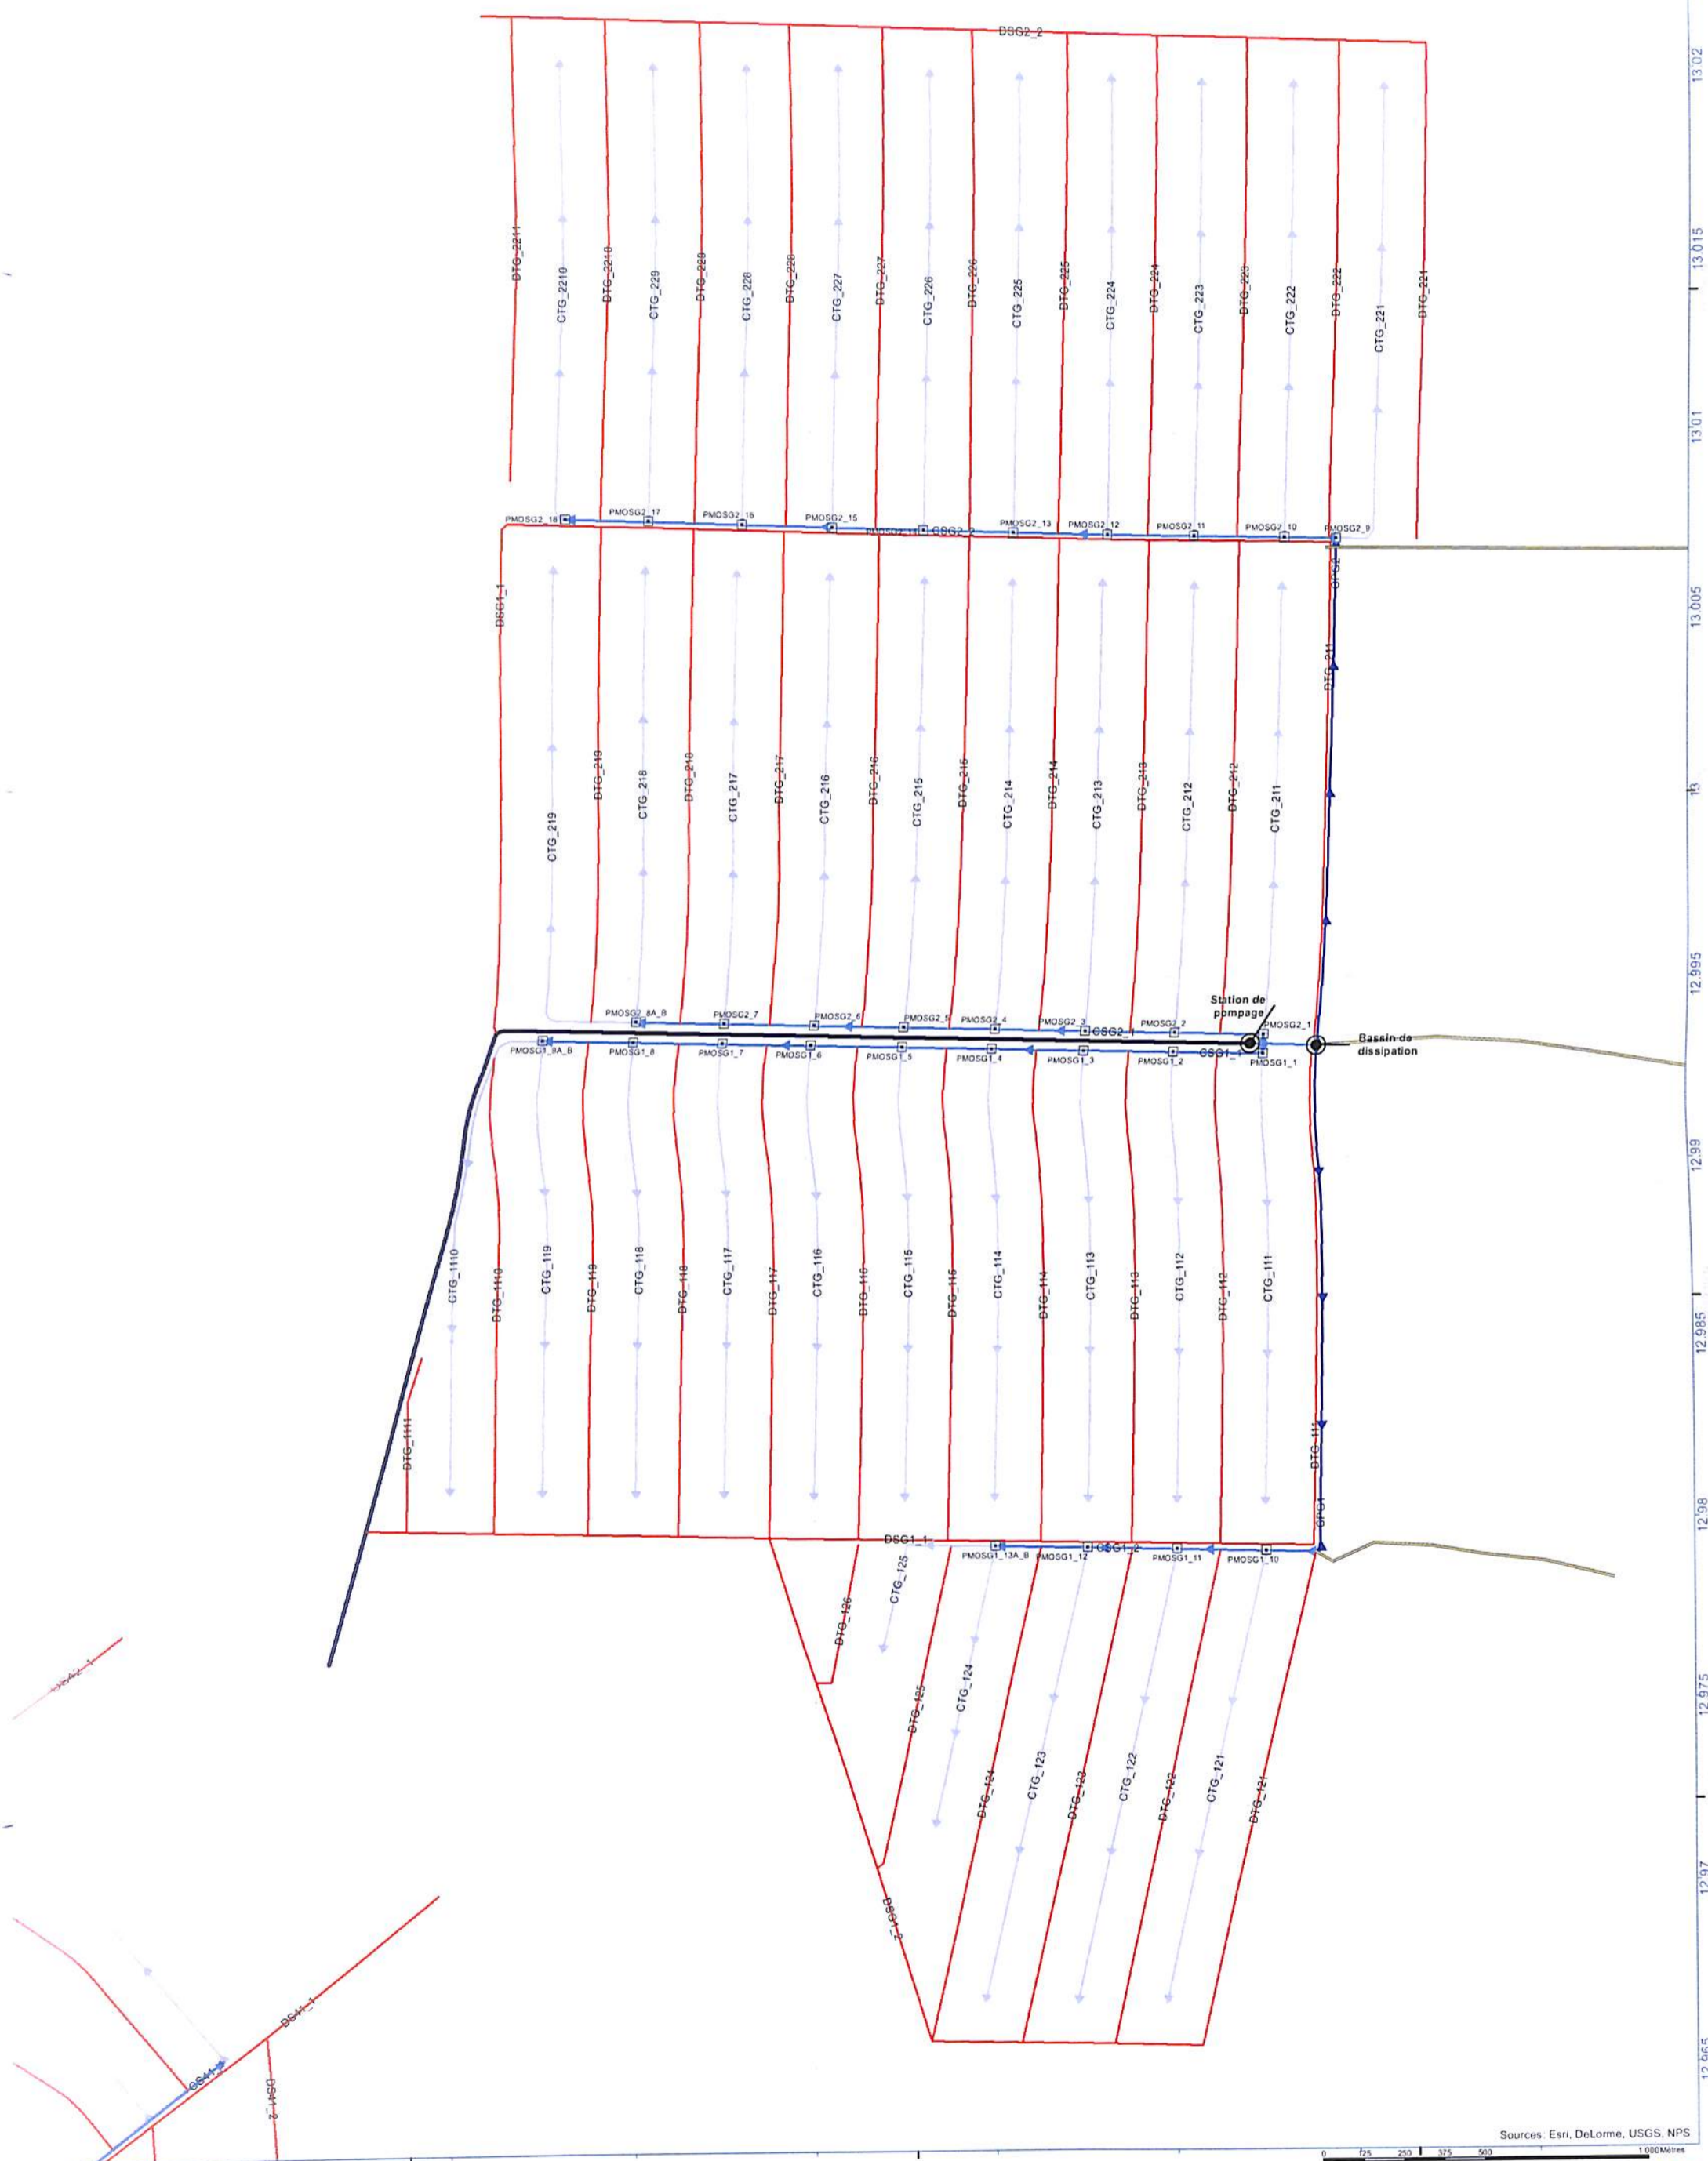 DSG2_2
13°02
DTG_2211
CTG_2210
DTG_2210
CTG_229
DTG_229
CTG_228
DTG_228
CTG_227
DTG_227
CTG_226
DTG_226
CTG_225
DTG_225
CTG_224
DTG_224
CTG_223
DTG_223
CTG_222
DTG_222
CTG_221
DTG_221
13°015
13°01
PMOSG2_18
PMOSG2_17
PMOSG2_16
PMOSG2_15
CSG2_2
PMOSG2_13
PMOSG2_12
PMOSG2_11
PMOSG2_10
PMOSG2_9
CPG2
DSG1_1
13°005
DTG_211
CTG_219
DTG_219
CTG_218
DTG_218
CTG_217
DTG_217
CTG_216
DTG_216
CTG_215
DTG_215
CTG_214
DTG_214
CTG_213
DTG_213
CTG_212
DTG_212
CTG_211
13
12.995
Station de
pompage
PMOSG2_8A_B
PMOSG2_7
PMOSG2_6
PMOSG2_5
PMOSG2_4
PMOSG2_3
CSG2_1
PMOSG2_2
PMOSG2_1
Bassin de
dissipation
PMOSG1_9A_B
PMOSG1_8
PMOSG1_7
PMOSG1_6
PMOSG1_5
PMOSG1_4
PMOSG1_3
PMOSG1_2
CSG1_1
PMOSG1_1
12.99
CTG_1110
DTG_1110
CTG_119
DTG_119
CTG_118
DTG_118
CTG_117
DTG_117
CTG_116
DTG_116
CTG_115
DTG_115
CTG_114
DTG_114
CTG_113
DTG_113
CTG_112
DTG_112
CTG_111
12.985
DTG_1111
DTG_111
CPG1
12.98
DSG1_1
PMOSG1_13A_B
PMOSG1_12
CSG1_2
PMOSG1_11
PMOSG1_10
CTG_125
DTG_126
CTG_124
DTG_125
12.975
CTG_123
DTG_124
CTG_122
DTG_123
CTG_121
DTG_122
DTG_121
12.97
DSG1_2
DS41_1
DS41_2
12.965
Sources: Esri, DeLorme, USGS, NPS
0 125 250 375 500 1 000 Mètres